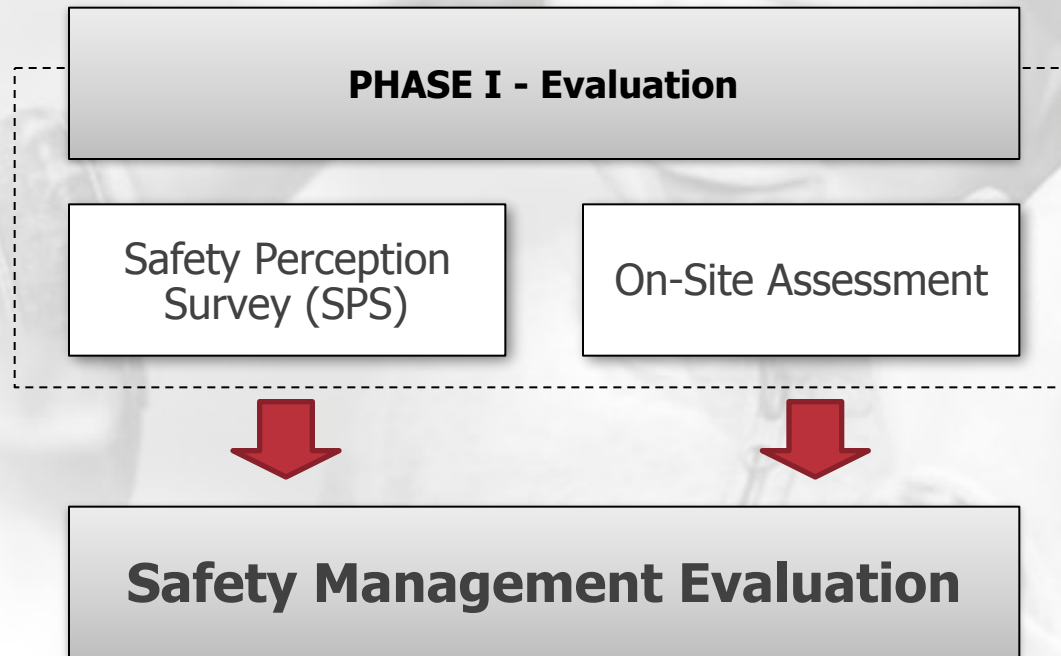 PHASE I - Evaluation
Safety Perception
Survey (SPS)
On-Site Assessment
Safety Management Evaluation